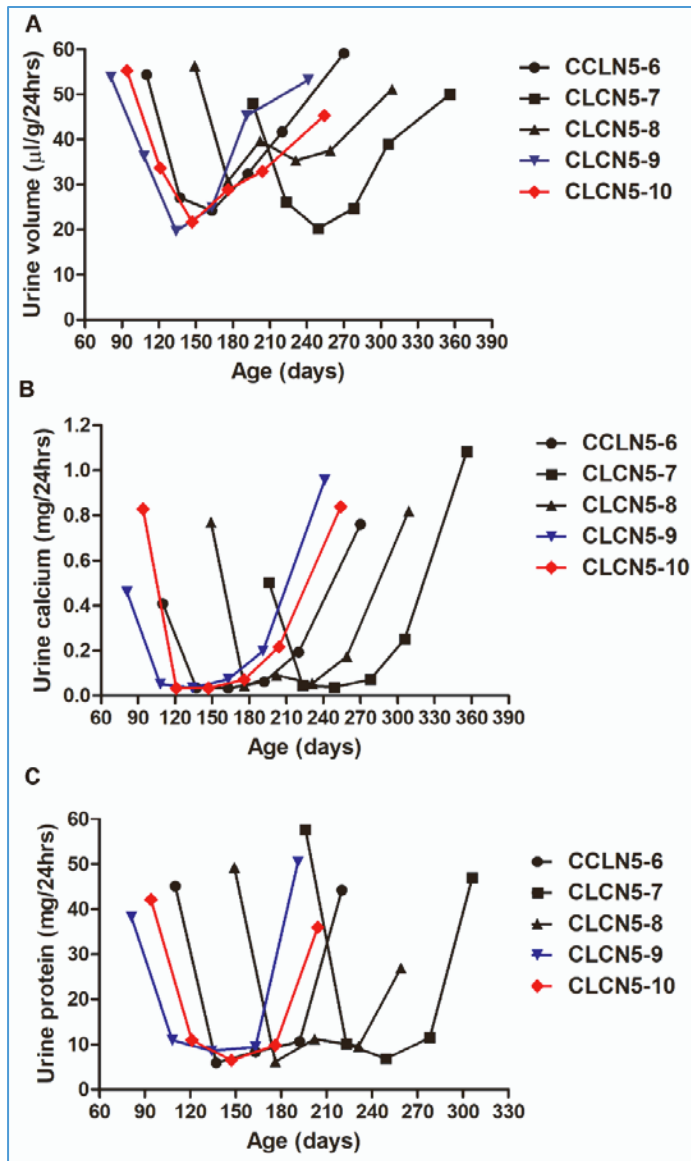 A
Urine volume (µl/g/24hrs)
60
50
40
30
20
10
0
60 90 120 150 180 210 240 270 300 330 360 390
Age (days)
CCLN5-6
CLCN5-7
CLCN5-8
CLCN5-9
CLCN5-10
B
Urine calcium (mg/24hrs)
1.2
1.0
0.8
0.6
0.4
0.2
0.0
60 90 120 150 180 210 240 270 300 330 360 390
Age (days)
CCLN5-6
CLCN5-7
CLCN5-8
CLCN5-9
CLCN5-10
C
Urine protein (mg/24hrs)
60
50
40
30
20
10
0
60 90 120 150 180 210 240 270 300 330
Age (days)
CCLN5-6
CLCN5-7
CLCN5-8
CLCN5-9
CLCN5-10